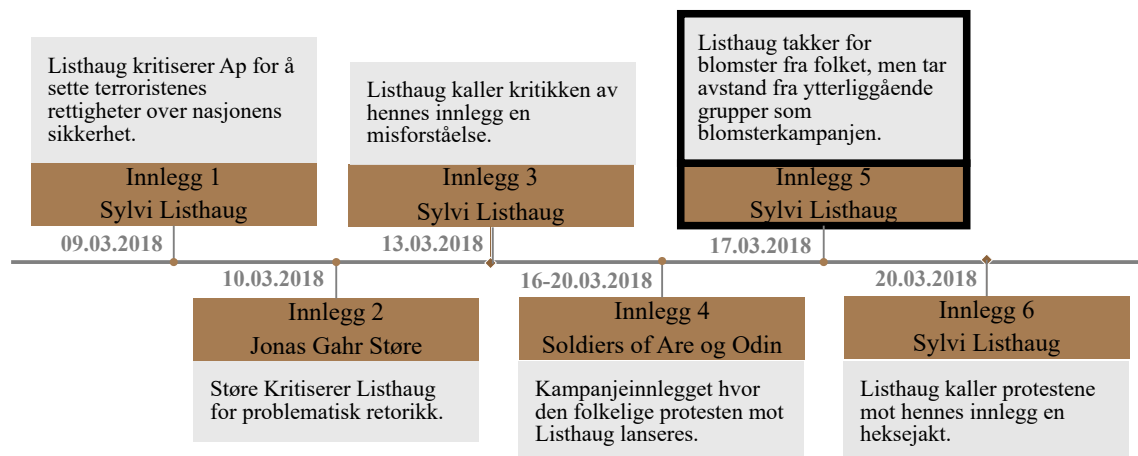 Listhaug kritiserer Ap for å
sette terroristenes
rettigheter over nasjonens
sikkerhet.
Innlegg 1
Sylvi Listhaug
09.03.2018
10.03.2018
Innlegg 2
Jonas Gahr Støre
Støre Kritiserer Listhaug
for problematisk retorikk.
Listhaug kaller kritikken av
hennes innlegg en
misforståelse.
Innlegg 3
Sylvi Listhaug
13.03.2018
16-20.03.2018
Innlegg 4
Soldiers of Are og Odin
Kampanjeinnlegget hvor
den folkelige protesten mot
Listhaug lanseres.
Listhaug takker for
blomster fra folket, men tar
avstand fra ytterliggående
grupper som
blomsterkampanjen.
Innlegg 5
Sylvi Listhaug
17.03.2018
20.03.2018
Innlegg 6
Sylvi Listhaug
Listhaug kaller protestene
mot hennes innlegg en
heksejakt.